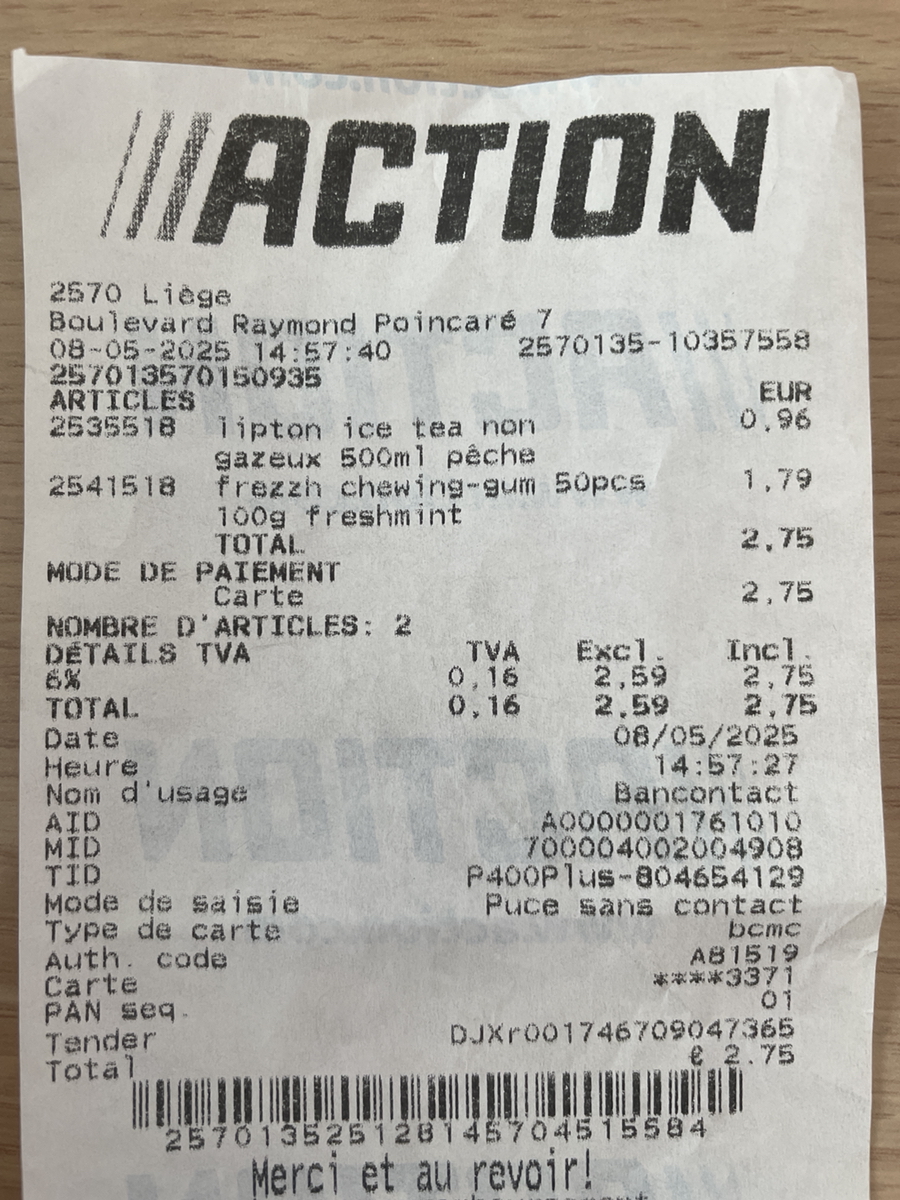 ACTION
2570 Liège
Boulevard Raymond Poincaré 7
08-05-2025 14:57:40 2570135-10357558
257013570150935
ARTICLES EUR
2535518 lipton ice tea non 0,96
gazeux 500ml pêche
2541518 frezzh chewing-gum 50pcs 1,79
100g freshmint
TOTAL 2,75
MODE DE PAIEMENT
Carte 2,75
NOMBRE D'ARTICLES: 2
DÉTAILS TVA TVA Excl. Incl.
6% 0,16 2,59 2,75
TOTAL 0,16 2,59 2,75
Date 08/05/2025
Heure 14:57:27
Nom d'usage Bancontact
AID A0000001761010
MID 700004002004908
TID P400Plus-804654129
Mode de saisie Puce sans contact
Type de carte bcmc
Auth. code A81519
Carte ****3371
PAN seq. 01
Tender DJXr001746709047365
Total € 2.75
257013525128145704515584
Merci et au revoir!